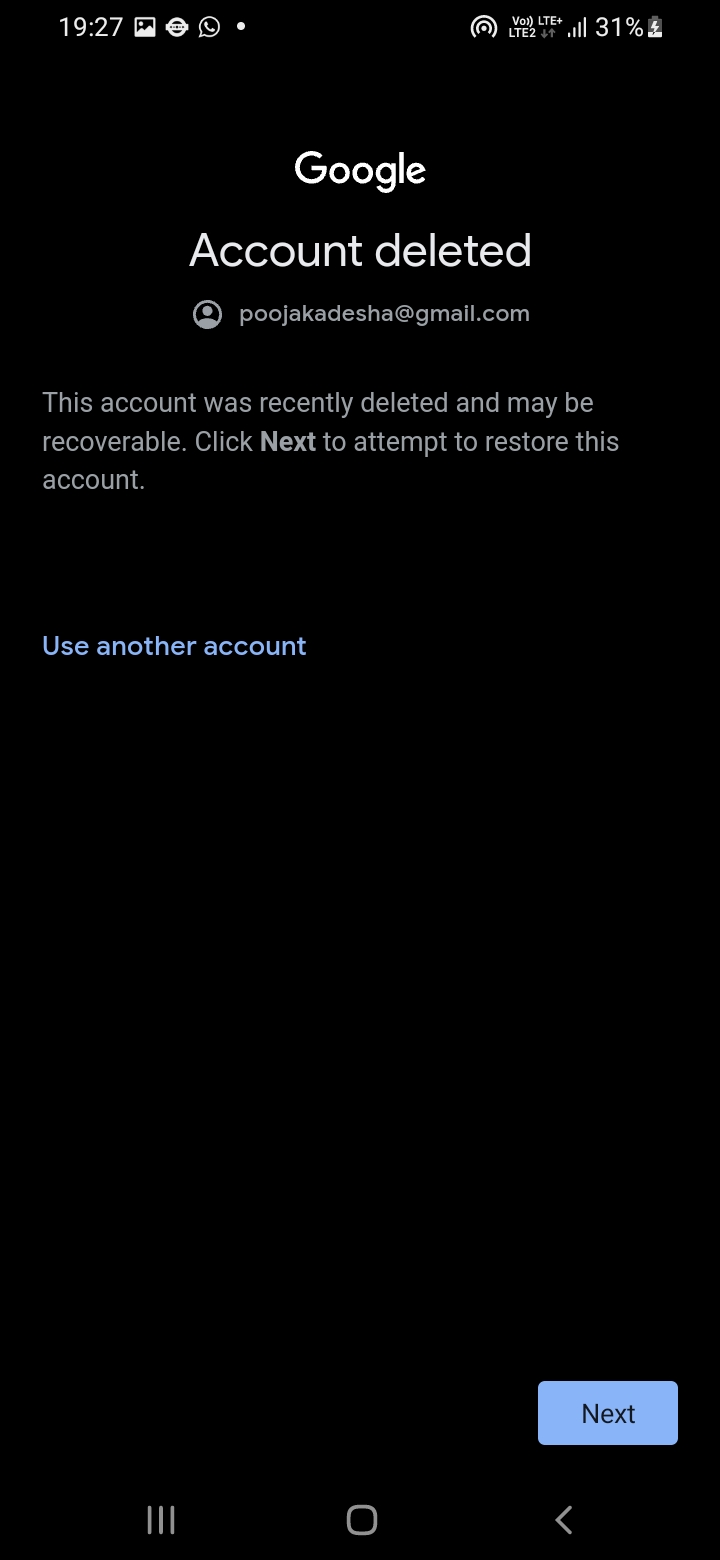 19:27
Vo)) LTE+
LTE2
31%
Google
Account deleted
poojakadesha@gmail.com
This account was recently deleted and may be
recoverable. Click Next to attempt to restore this
account.
Use another account
Next